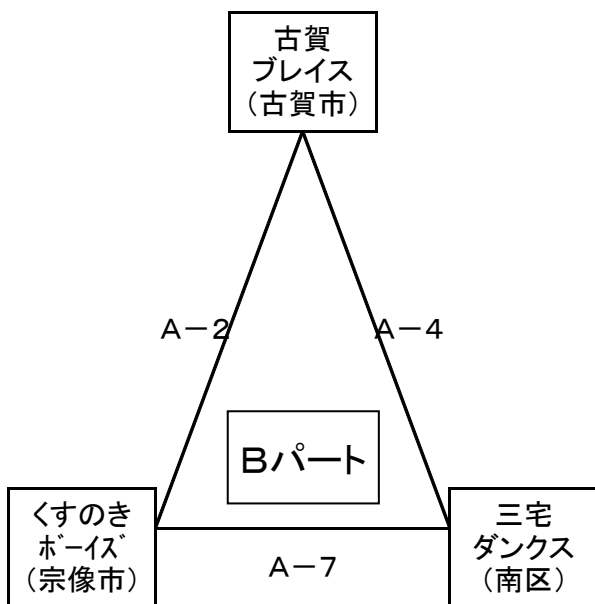 古賀
ブレイス
（古賀市）
A－2
A－4
Bパート
くすのき
ﾎﾞｰｲｽﾞ
（宗像市）
A－7
三宅
ダンクス
（南区）